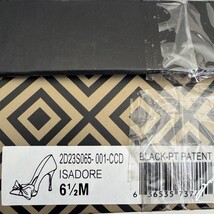 2D23S065-001-CCD
ISADORE
6½M
BLACK-PT PATENT